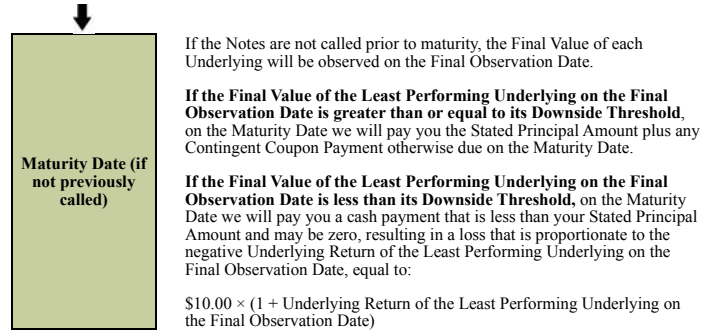 Maturity Date (if
not previously
called)
If the Notes are not called prior to maturity, the Final Value of each
Underlying will be observed on the Final Observation Date.
If the Final Value of the Least Performing Underlying on the Final
Observation Date is greater than or equal to its Downside Threshold,
on the Maturity Date we will pay you the Stated Principal Amount plus any
Contingent Coupon Payment otherwise due on the Maturity Date.
If the Final Value of the Least Performing Underlying on the Final
Observation Date is less than its Downside Threshold, on the Maturity
Date we will pay you a cash payment that is less than your Stated Principal
Amount and may be zero, resulting in a loss that is proportionate to the
negative Underlying Return of the Least Performing Underlying on the
Final Observation Date, equal to:
$10.00 × (1 + Underlying Return of the Least Performing Underlying on
the Final Observation Date)